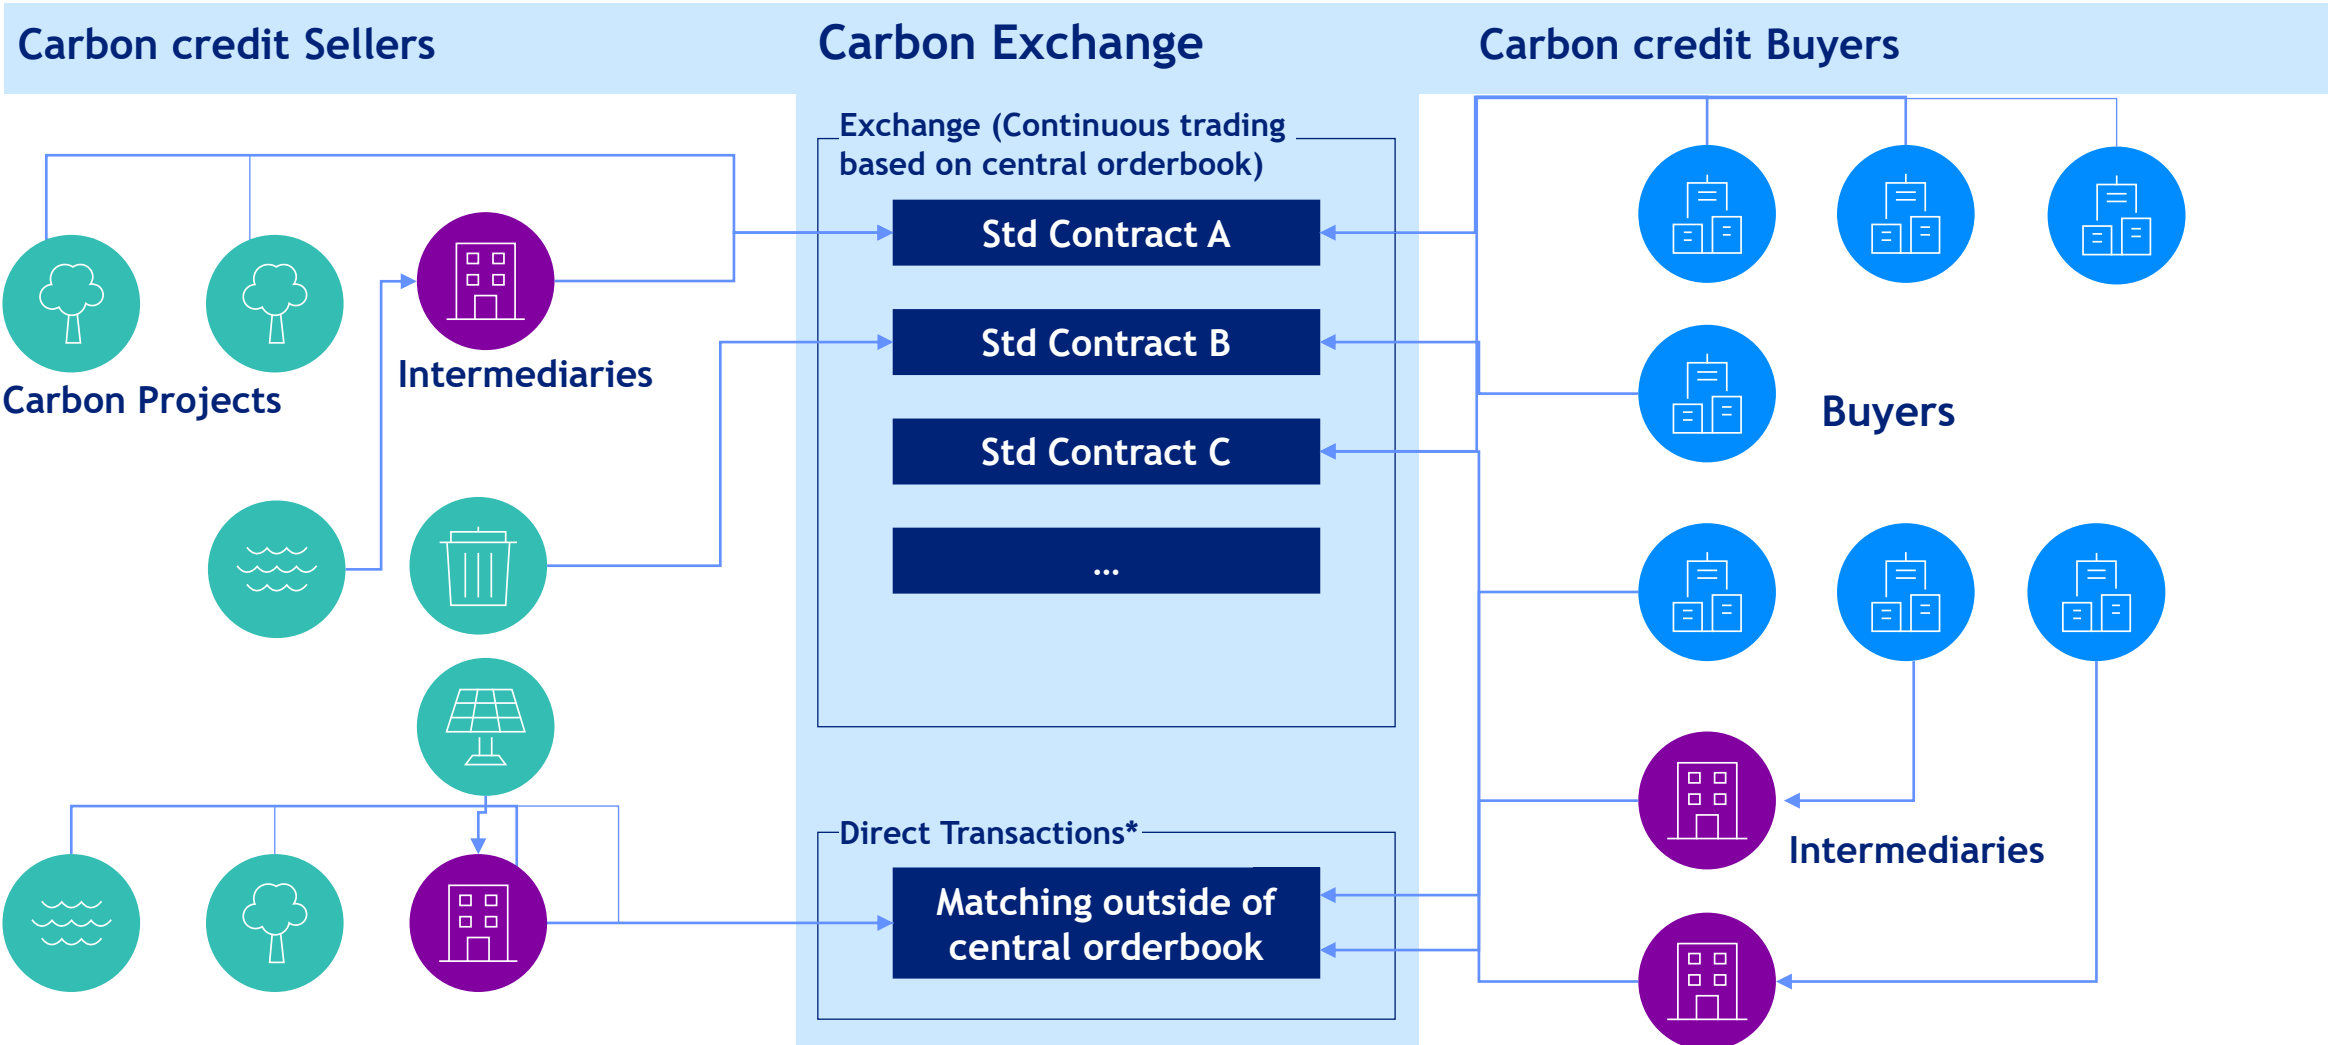 Carbon credit Sellers
Carbon Exchange
Carbon credit Buyers
Exchange (Continuous trading
based on central orderbook)
Std Contract A
Std Contract B
Std Contract C
...
Intermediaries
Carbon Projects
Buyers
Direct Transactions*
Matching outside of
central orderbook
Intermediaries